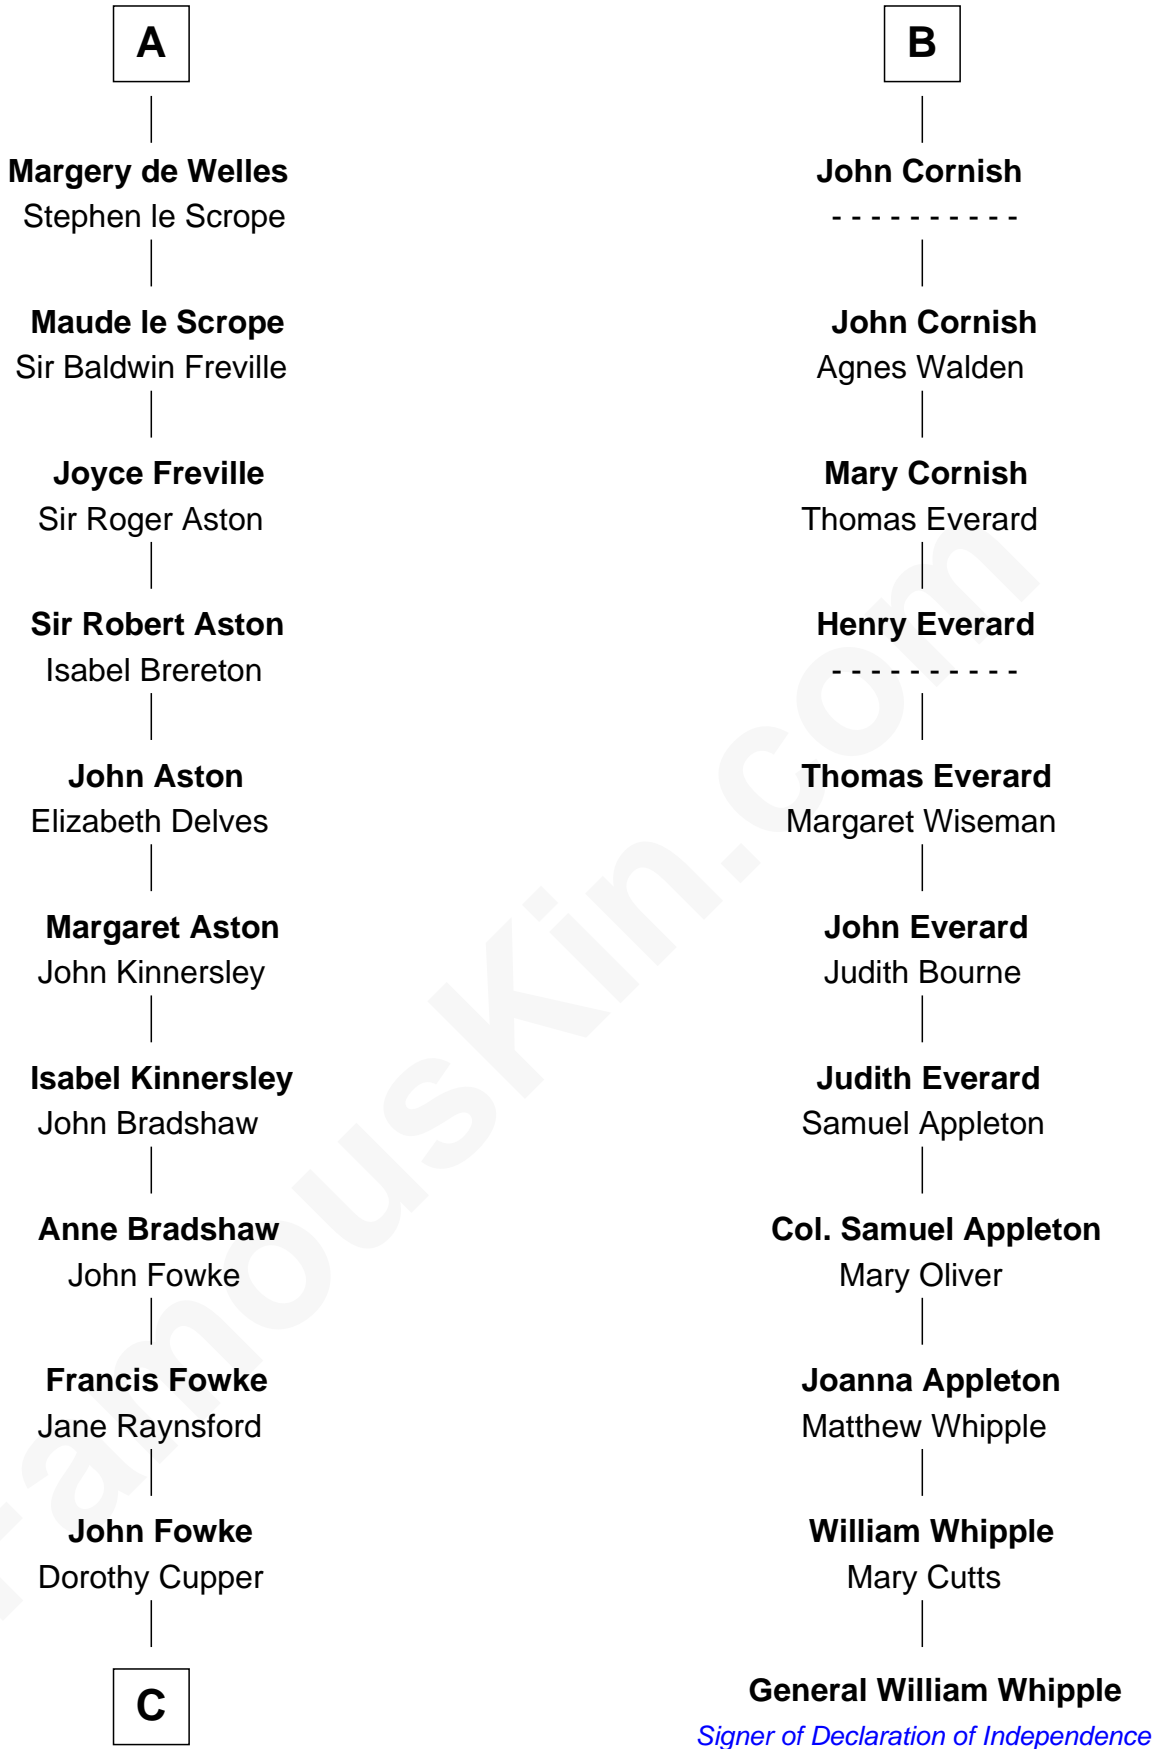 A
Margery de Welles
Stephen le Scrope
Maude le Scrope
Sir Baldwin Freville
Joyce Freville
Sir Roger Aston
Sir Robert Aston
Isabel Brereton
John Aston
Elizabeth Delves
Margaret Aston
John Kinnersley
Isabel Kinnersley
John Bradshaw
Anne Bradshaw
John Fowke
Francis Fowke
Jane Raynsford
John Fowke
Dorothy Cupper
C
B
John Cornish
- - - - - - - - - -
John Cornish
Agnes Walden
Mary Cornish
Thomas Everard
Henry Everard
- - - - - - - - - -
Thomas Everard
Margaret Wiseman
John Everard
Judith Bourne
Judith Everard
Samuel Appleton
Col. Samuel Appleton
Mary Oliver
Joanna Appleton
Matthew Whipple
William Whipple
Mary Cutts
General William Whipple
Signer of Declaration of Independence
FamousKin.com